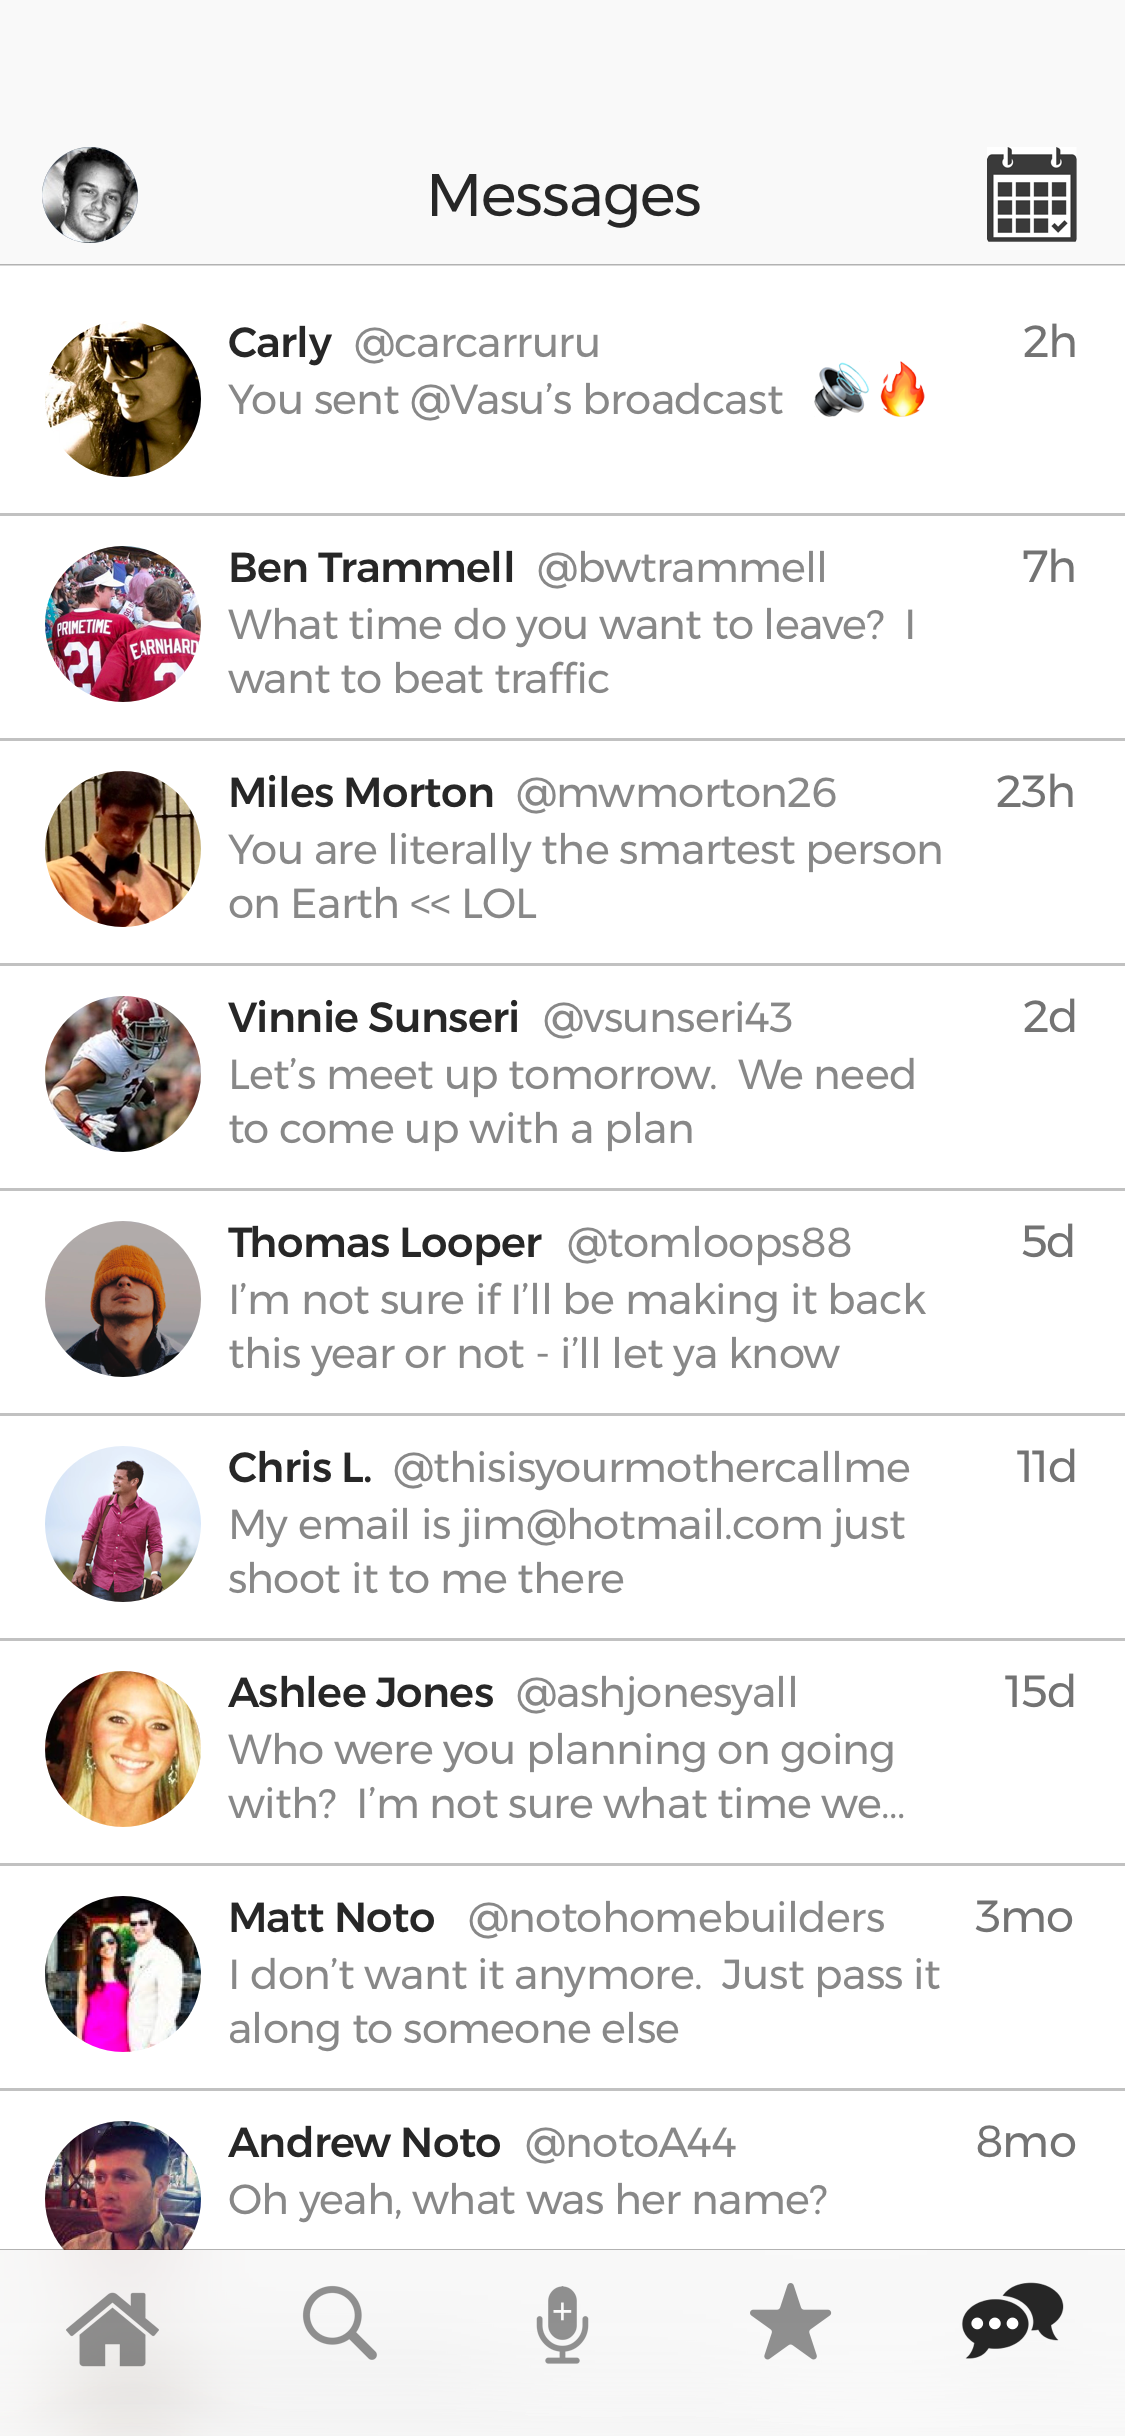 Messages
Carly @carcarruru 2h
You sent @Vasu's broadcast 🔊🔥
Ben Trammell @bwtrammell 7h
What time do you want to leave? I
want to beat traffic
PRIMETIME
21
EARNHARD
Miles Morton @mwmorton26 23h
You are literally the smartest person
on Earth << LOL
Vinnie Sunseri @vsunseri43 2d
Let's meet up tomorrow. We need
to come up with a plan
Thomas Looper @tomloops88 5d
I'm not sure if I'll be making it back
this year or not - i'll let ya know
Chris L. @thisisyourmothercallme 11d
My email is jim@hotmail.com just
shoot it to me there
Ashlee Jones @ashjonesyall 15d
Who were you planning on going
with? I'm not sure what time we...
Matt Noto @notohomebuilders 3mo
I don't want it anymore. Just pass it
along to someone else
Andrew Noto @notoA44 8mo
Oh yeah, what was her name?